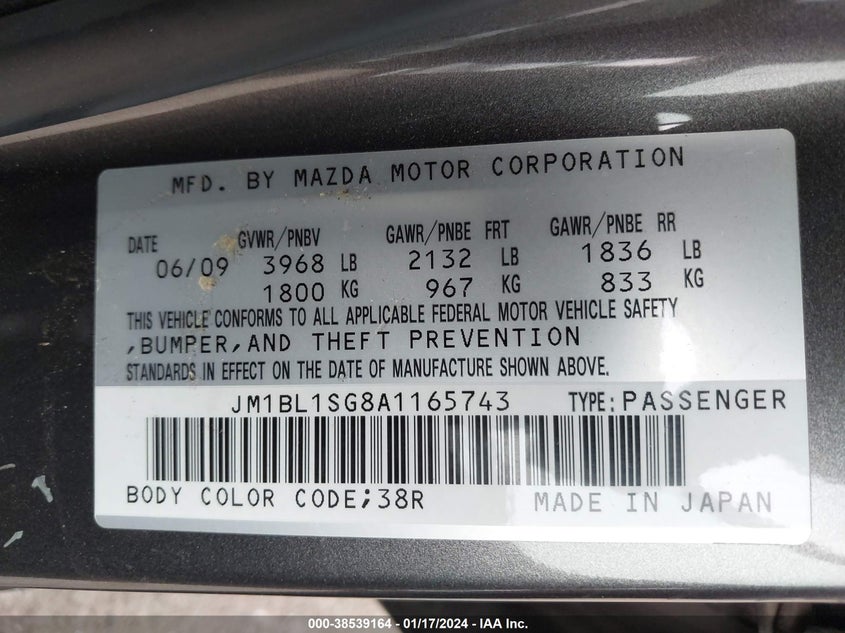 MFD. BY MAZDA MOTOR CORPORATION
DATE GVWR/PNBV GAWR/PNBE FRT GAWR/PNBE RR
06/09 3968 LB 2132 LB 1836 LB
1800 KG 967 KG 833 KG
THIS VEHICLE CONFORMS TO ALL APPLICABLE FEDERAL MOTOR VEHICLE SAFETY
,BUMPER,AND THEFT PREVENTION
STANDARDS IN EFFECT ON THE DATE OF MANUFACTURE SHOWN ABOVE.
JM1BL1SG8A1165743 TYPE:PASSENGER
BODY COLOR CODE;38R MADE IN JAPAN
000-38539164 - 01/17/2024 - IAA Inc.